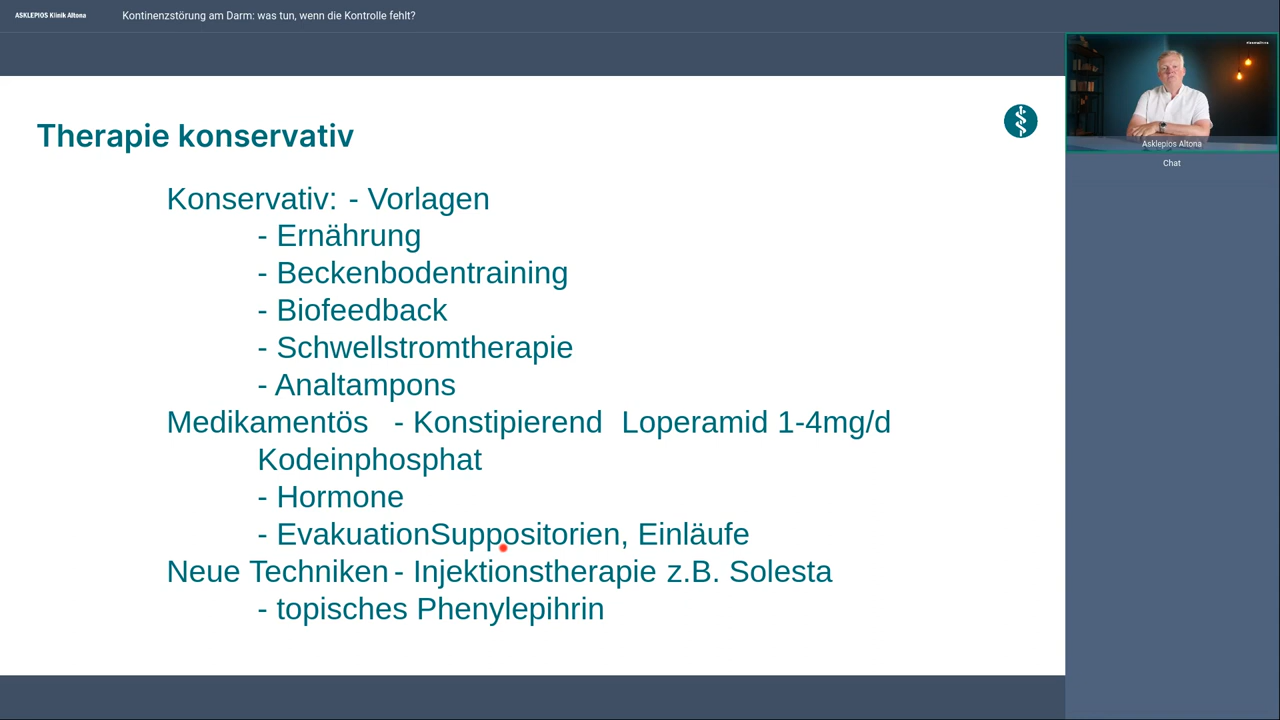 ASKLEPIOS Klinik Altona
Kontinenzstörung am Darm: was tun, wenn die Kontrolle fehlt?
Therapie konservativ
Konservativ: - Vorlagen
- Ernährung
- Beckenbodentraining
- Biofeedback
- Schwellstromtherapie
- Analtampons
Medikamentös - Konstipierend Loperamid 1-4mg/d
Kodeinphosphat
- Hormone
- EvakuationSuppositorien, Einläufe
Neue Techniken - Injektionstherapie z.B. Solesta
- topisches Phenylepihrin
Asklepios Altona
Chat